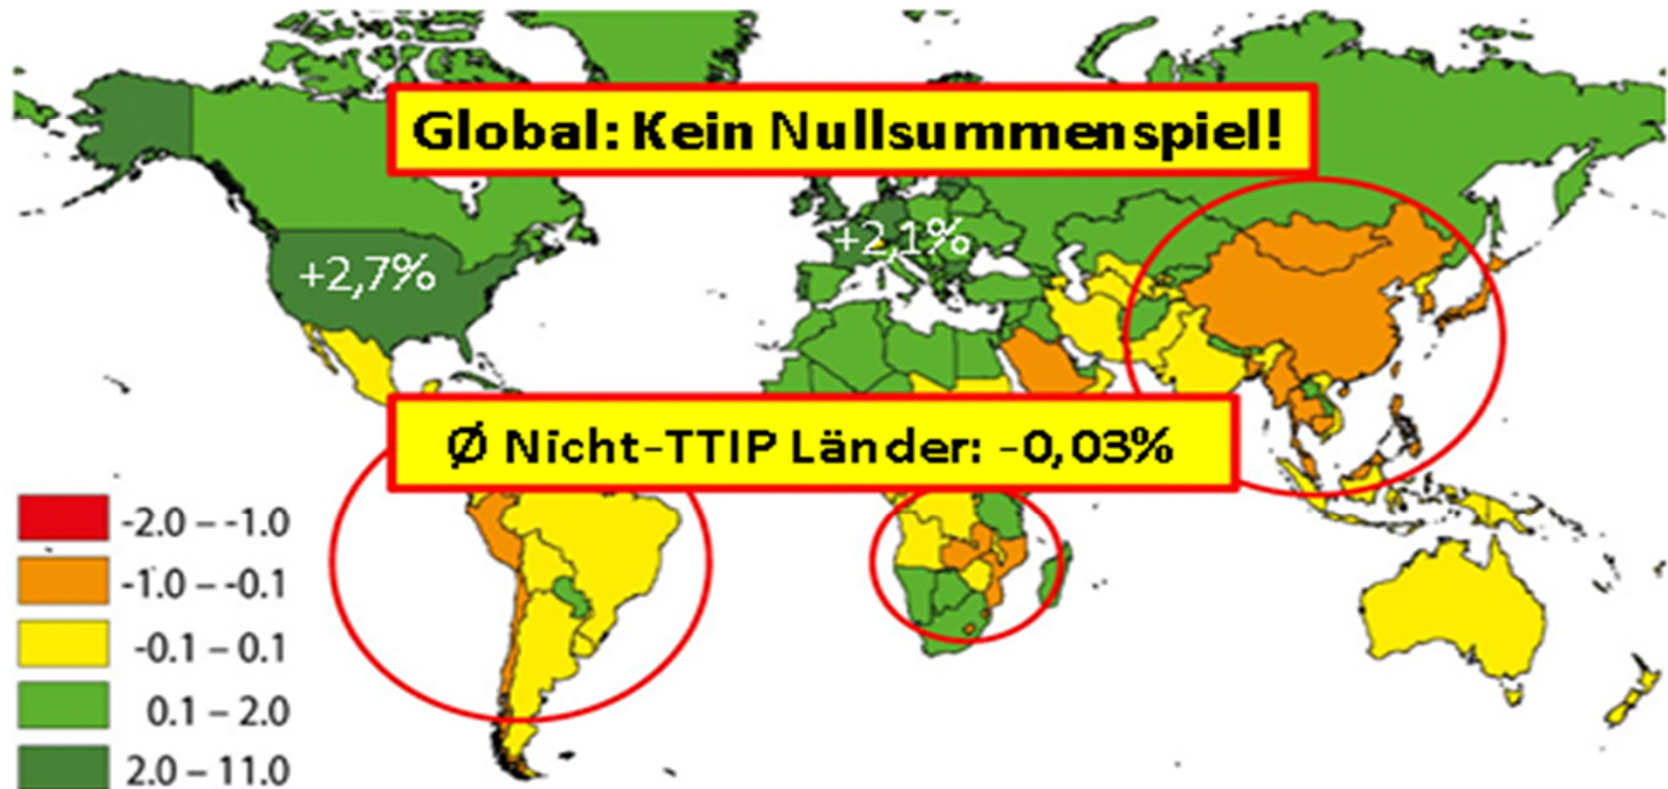 Global: Kein Nullsummenspiel!
+2,7%
+2,1%
Ø Nicht-TTIP Länder: -0,03%
-2.0 – -1.0
-1.0 – -0.1
-0.1 – 0.1
0.1 – 2.0
2.0 – 11.0